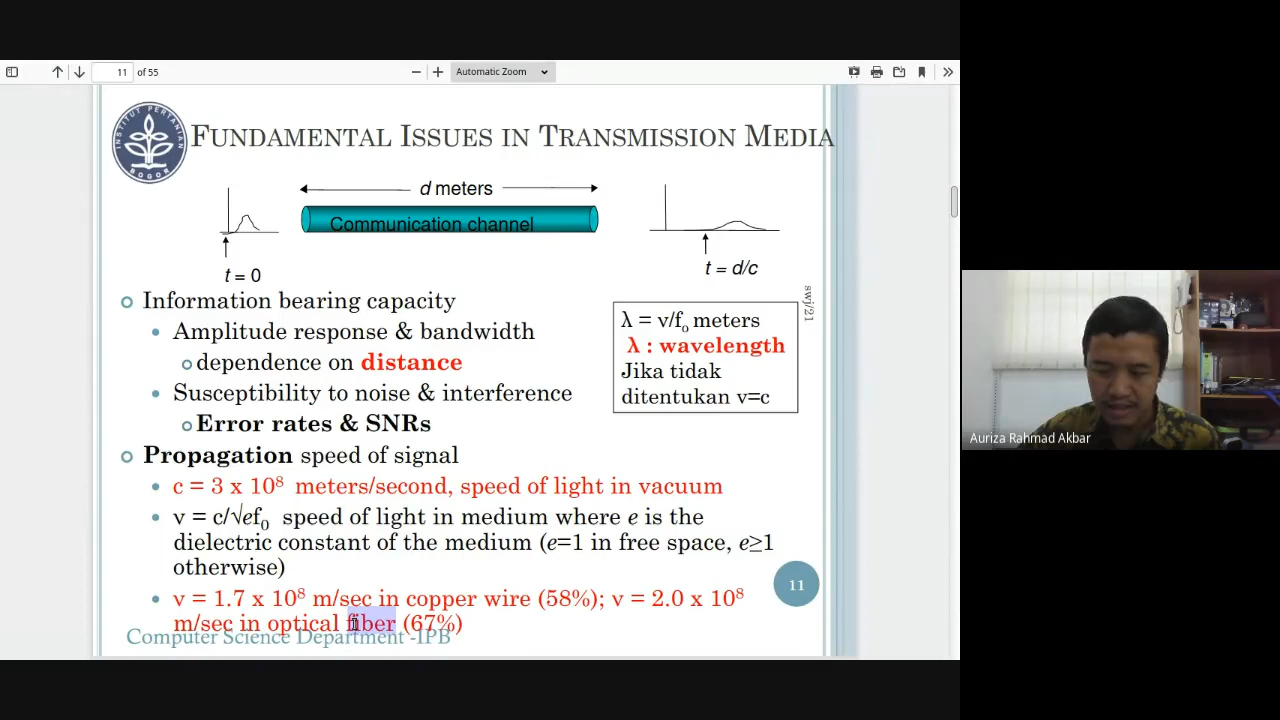 11 of 55
Automatic Zoom
INSTITUT PERTANIAN
BOGOR
FUNDAMENTAL ISSUES IN TRANSMISSION MEDIA
d meters
Communication channel
t = 0
t = d/c
Information bearing capacity
Amplitude response & bandwidth
dependence on distance
Susceptibility to noise & interference
Error rates & SNRs
λ = v/f₀ meters
λ : wavelength
Jika tidak
ditentukan v=c
swj/21
Propagation speed of signal
c = 3 x 10⁸ meters/second, speed of light in vacuum
v = c/√ef₀ speed of light in medium where e is the
dielectric constant of the medium (e=1 in free space, e≥1
otherwise)
v = 1.7 x 10⁸ m/sec in copper wire (58%); v = 2.0 x 10⁸
m/sec in optical fiber (67%)
11
Computer Science Department -IPB
Auriza Rahmad Akbar